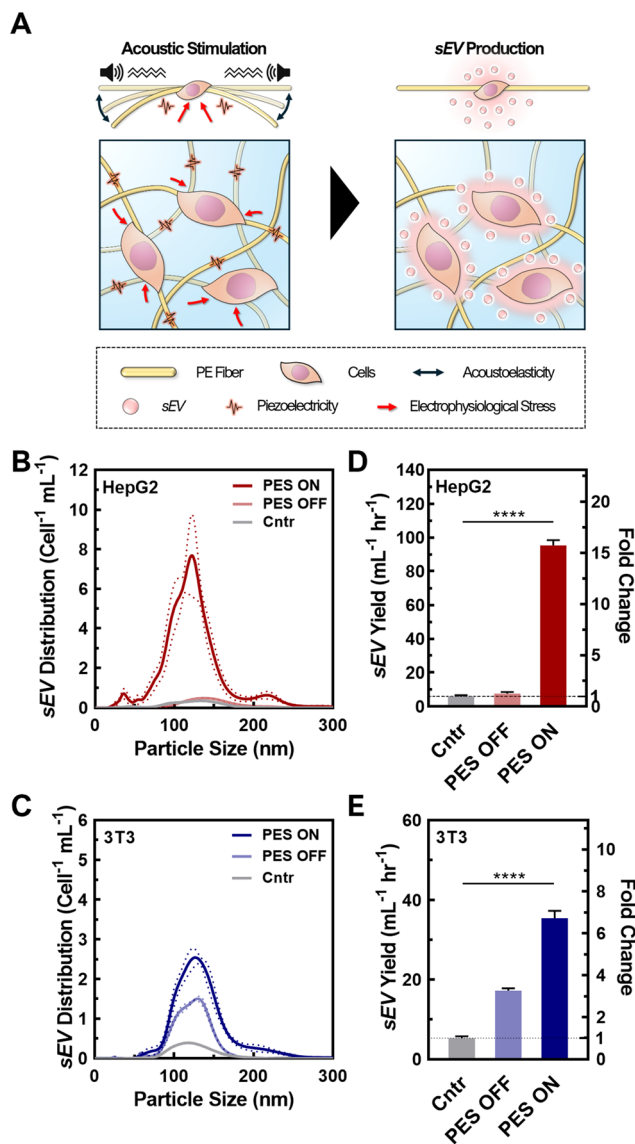 A
Acoustic Stimulation
sEV Production
PE Fiber
Cells
Acoustoelasticity
sEV
Piezoelectricity
Electrophysiological Stress
B
HepG2
PES ON
PES OFF
Cntr
sEV Distribution (Cell⁻¹ mL⁻¹)
12
10
8
6
4
2
0
0
100
200
300
Particle Size (nm)
D
HepG2
****
sEV Yield (mL⁻¹ hr⁻¹)
140
120
100
80
60
40
20
0
Fold Change
20
15
10
5
1
0
Cntr
PES OFF
PES ON
C
3T3
PES ON
PES OFF
Cntr
sEV Distribution (Cell⁻¹ mL⁻¹)
6
5
4
3
2
1
0
0
100
200
300
Particle Size (nm)
E
3T3
****
sEV Yield (mL⁻¹ hr⁻¹)
60
40
20
0
Fold Change
10
8
6
4
2
1
0
Cntr
PES OFF
PES ON